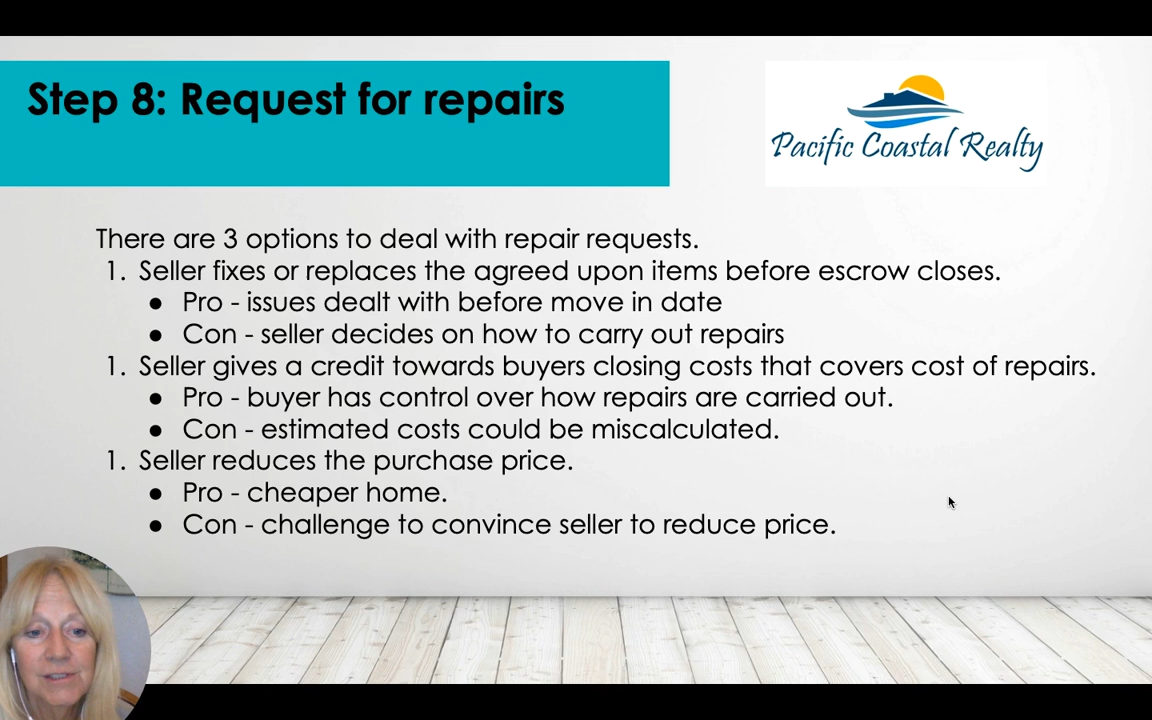 Step 8: Request for repairs
Pacific Coastal Realty
There are 3 options to deal with repair requests.
1. Seller fixes or replaces the agreed upon items before escrow closes.
● Pro - issues dealt with before move in date
● Con - seller decides on how to carry out repairs
1. Seller gives a credit towards buyers closing costs that covers cost of repairs.
● Pro - buyer has control over how repairs are carried out.
● Con - estimated costs could be miscalculated.
1. Seller reduces the purchase price.
● Pro - cheaper home.
● Con - challenge to convince seller to reduce price.